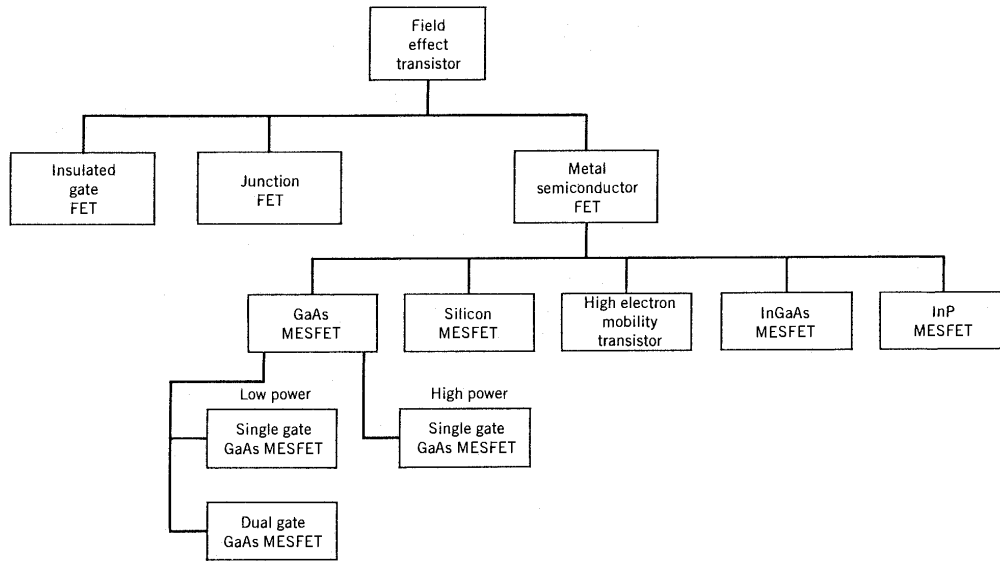 Field
effect
transistor
Insulated
gate
FET
Junction
FET
Metal
semiconductor
FET
GaAs
MESFET
Silicon
MESFET
High electron
mobility
transistor
InGaAs
MESFET
InP
MESFET
Low power
High power
Single gate
GaAs MESFET
Single gate
GaAs MESFET
Dual gate
GaAs MESFET